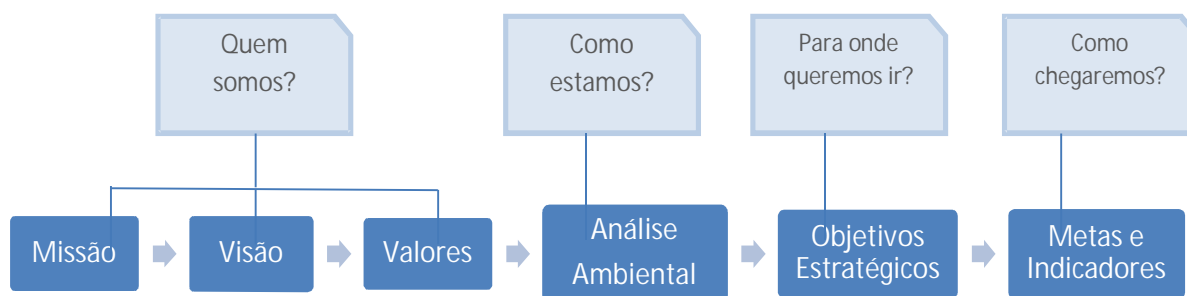 Quem
somos?
Como
estamos?
Para onde
queremos ir?
Como
chegaremos?
Missão
Visão
Valores
Análise
Ambiental
Objetivos
Estratégicos
Metas e
Indicadores